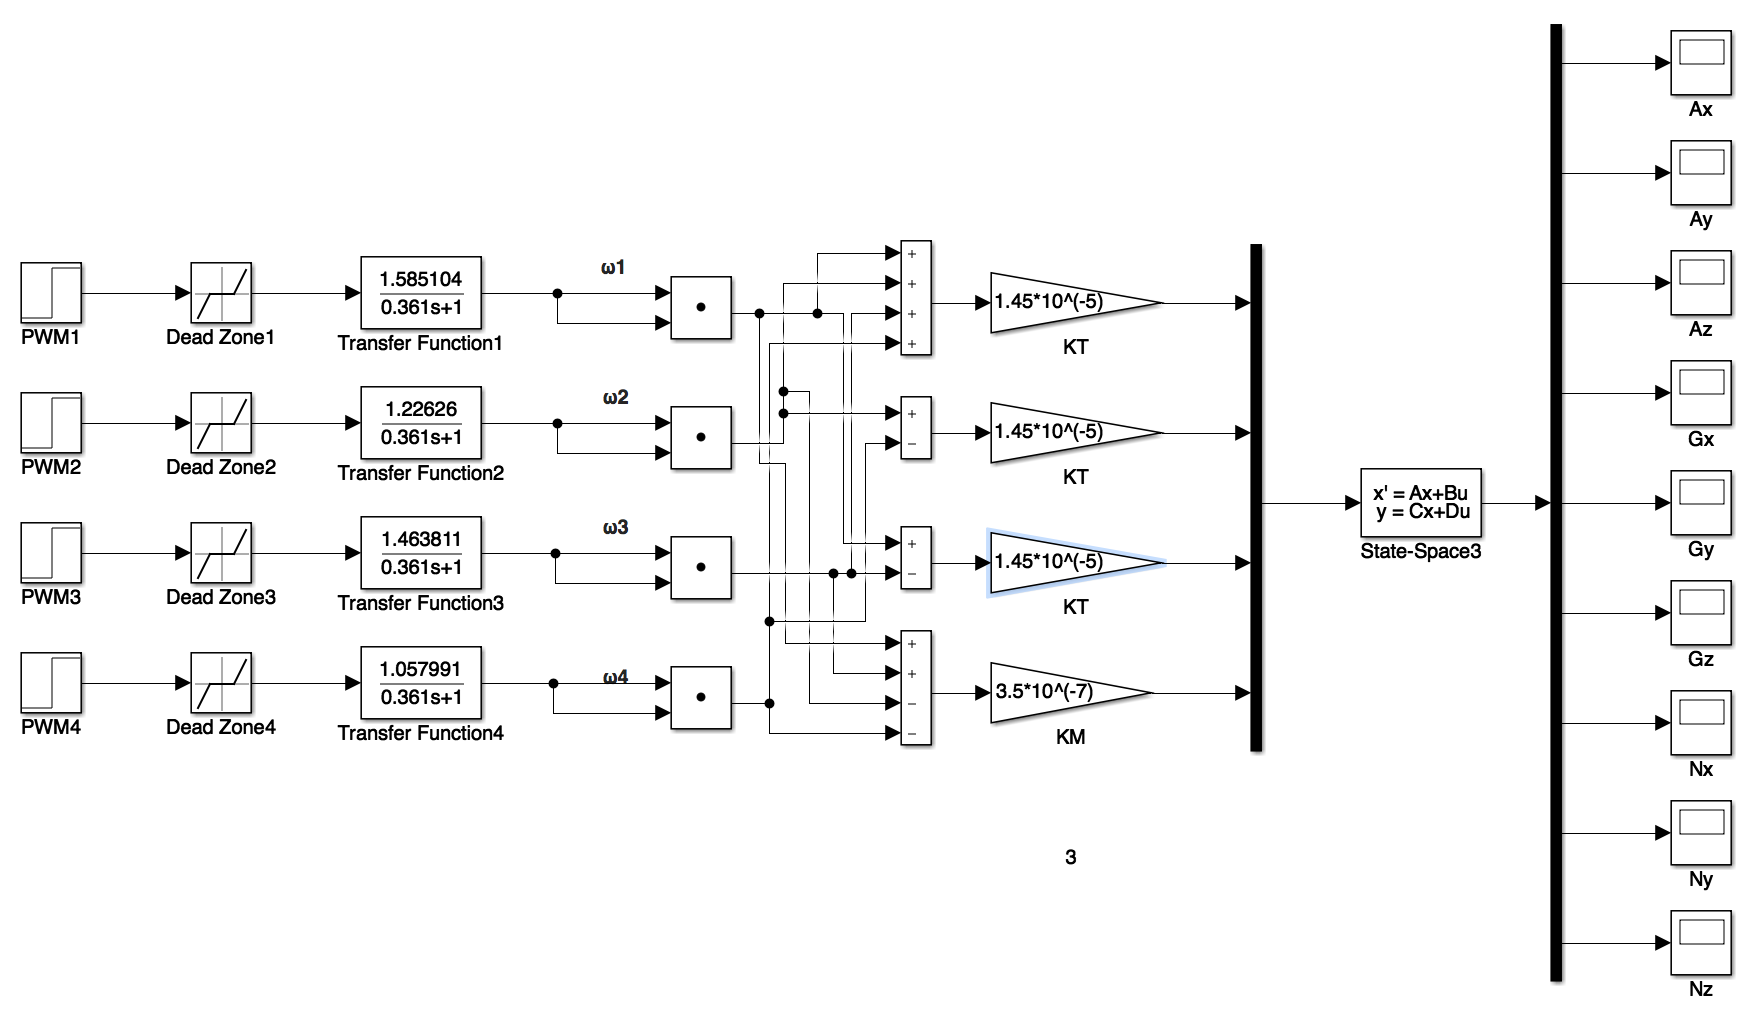 Ax
Ay
Az
Gx
Gy
Gz
Nx
Ny
Nz
PWM1
Dead Zone1
1.585104
0.361s+1
Transfer Function1
ω1
PWM2
Dead Zone2
1.22626
0.361s+1
Transfer Function2
ω2
PWM3
Dead Zone3
1.463811
0.361s+1
Transfer Function3
ω3
PWM4
Dead Zone4
1.057991
0.361s+1
Transfer Function4
ω4
+
+
+
+
1.45*10^(-5)
KT
+
−
1.45*10^(-5)
KT
+
−
1.45*10^(-5)
KT
+
+
−
−
3.5*10^(-7)
KM
x' = Ax+Bu
y = Cx+Du
State-Space3
3